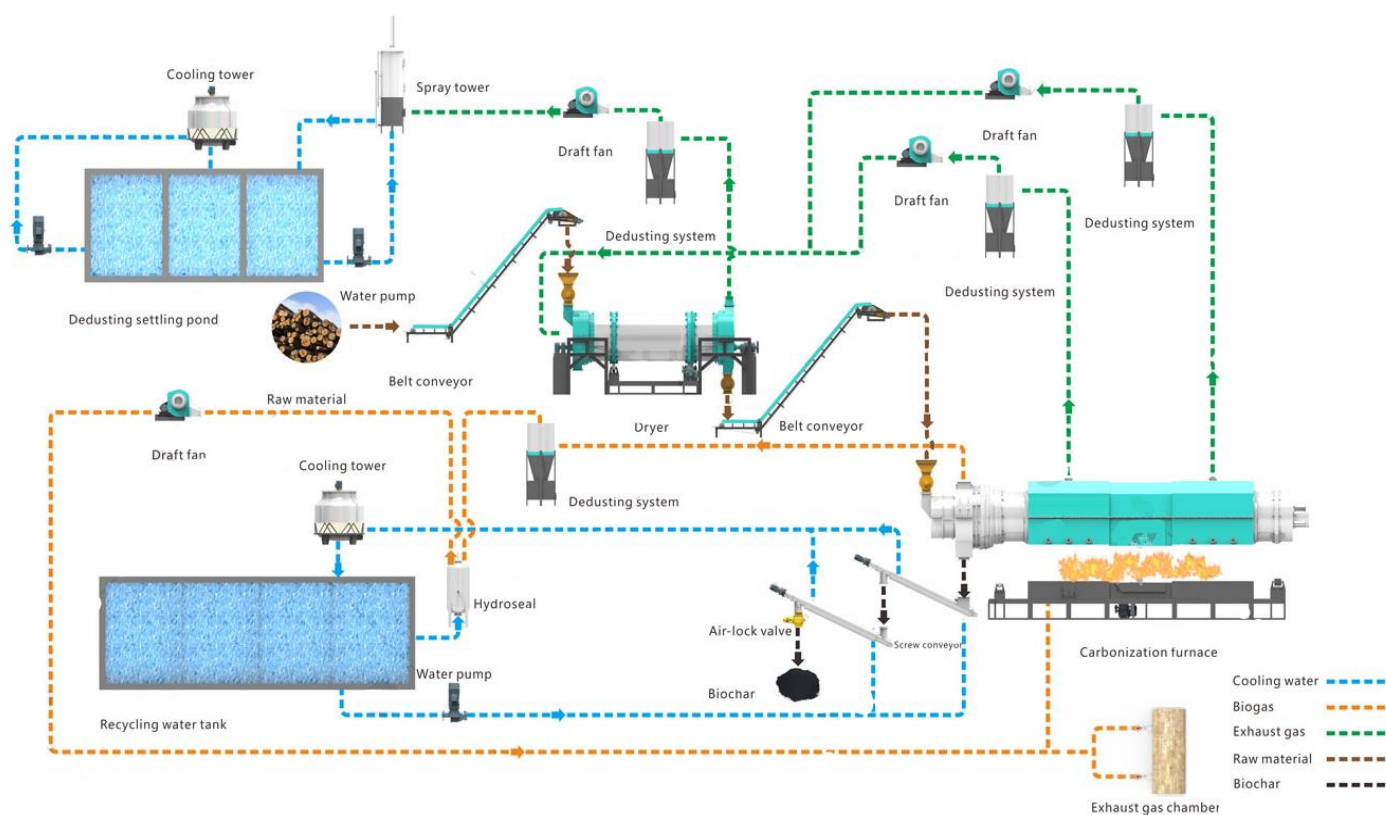 Cooling tower
Spray tower
Draft fan
Draft fan
Draft fan
Dedusting system
Dedusting system
Dedusting system
Water pump
Dedusting settling pond
Belt conveyor
Raw material
Dryer
Belt conveyor
Draft fan
Cooling tower
Dedusting system
Hydroseal
Air-lock valve
Screw conveyor
Carbonization furnace
Water pump
Biochar
Recycling water tank
Cooling water
Biogas
Exhaust gas
Raw material
Biochar
Exhaust gas chamber